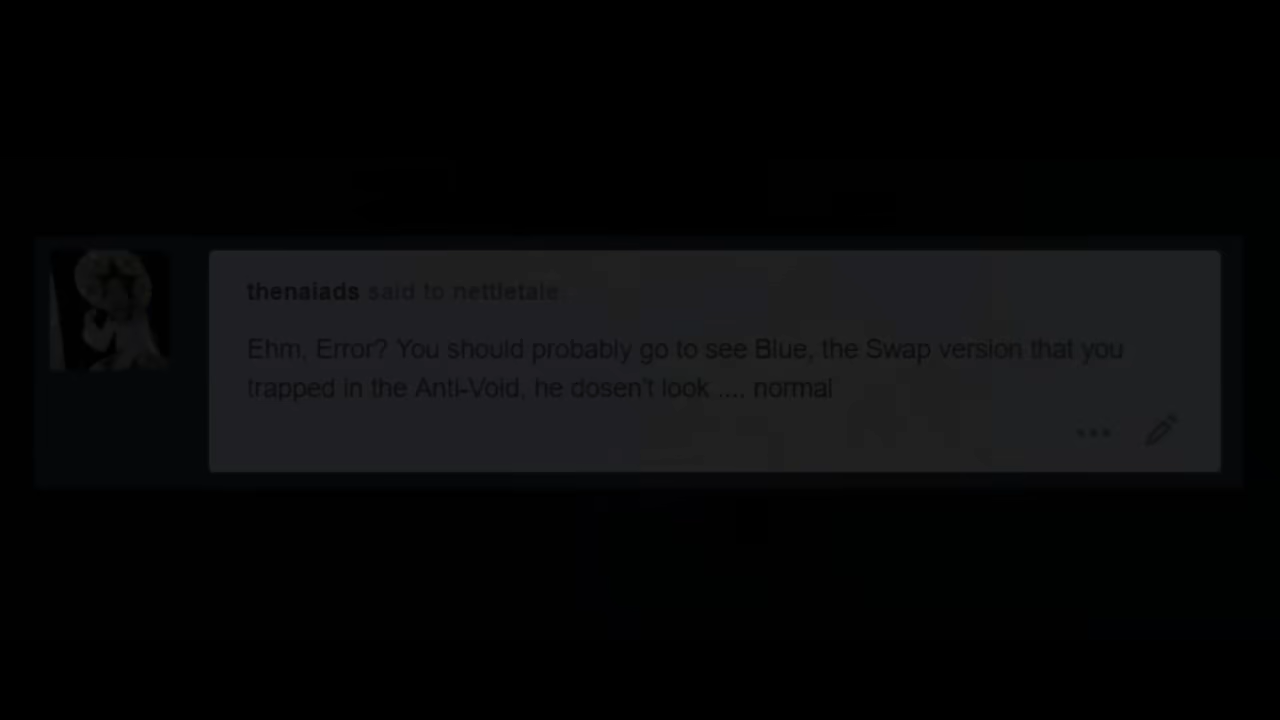 thenaiads said to nettletale.
Ehm, Error? You should probably go to see Blue, the Swap version that you
trapped in the Anti-Void, he dosen't look .... normal